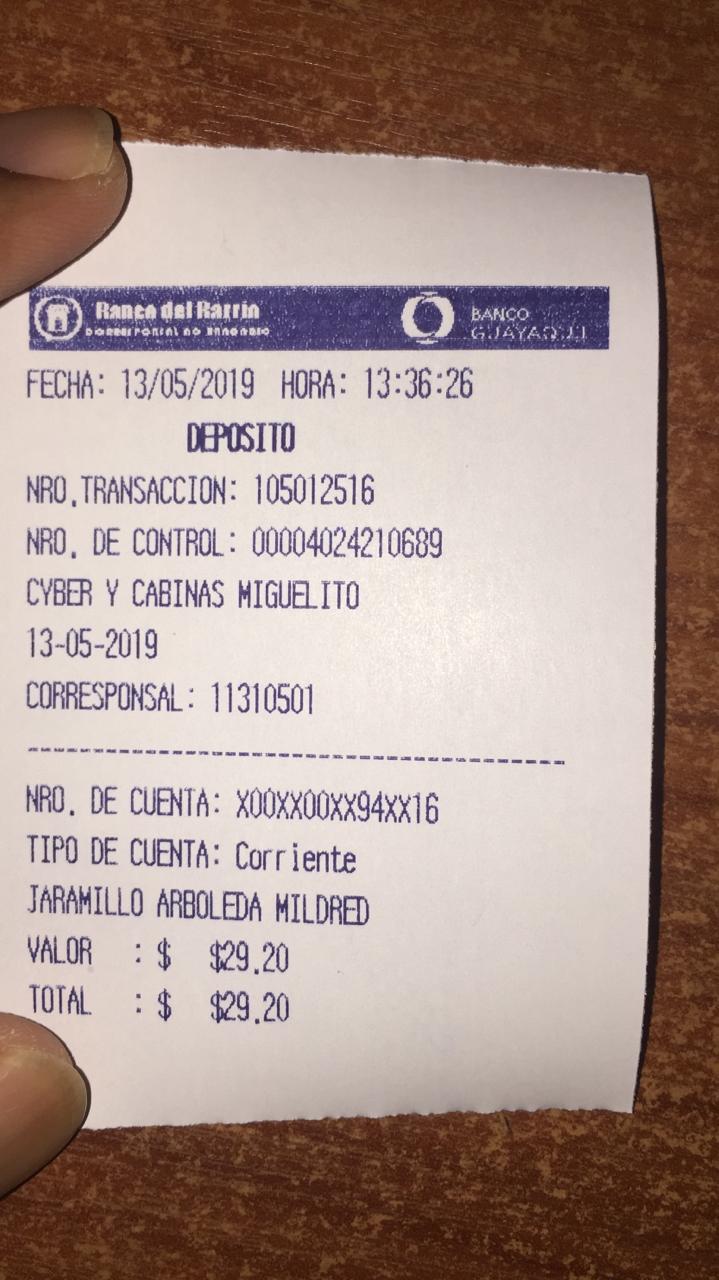 Banco del Barrio
CORRESPONSAL NO BANCARIO
BANCO
GUAYAQUIL
FECHA: 13/05/2019 HORA: 13:36:26
DEPOSITO
NRO.TRANSACCION: 105012516
NRO. DE CONTROL: 00004024210689
CYBER Y CABINAS MIGUELITO
13-05-2019
CORRESPONSAL: 11310501
NRO. DE CUENTA: X00XX00XX94XX16
TIPO DE CUENTA: Corriente
JARAMILLO ARBOLEDA MILDRED
VALOR : $ $29.20
TOTAL : $ $29.20